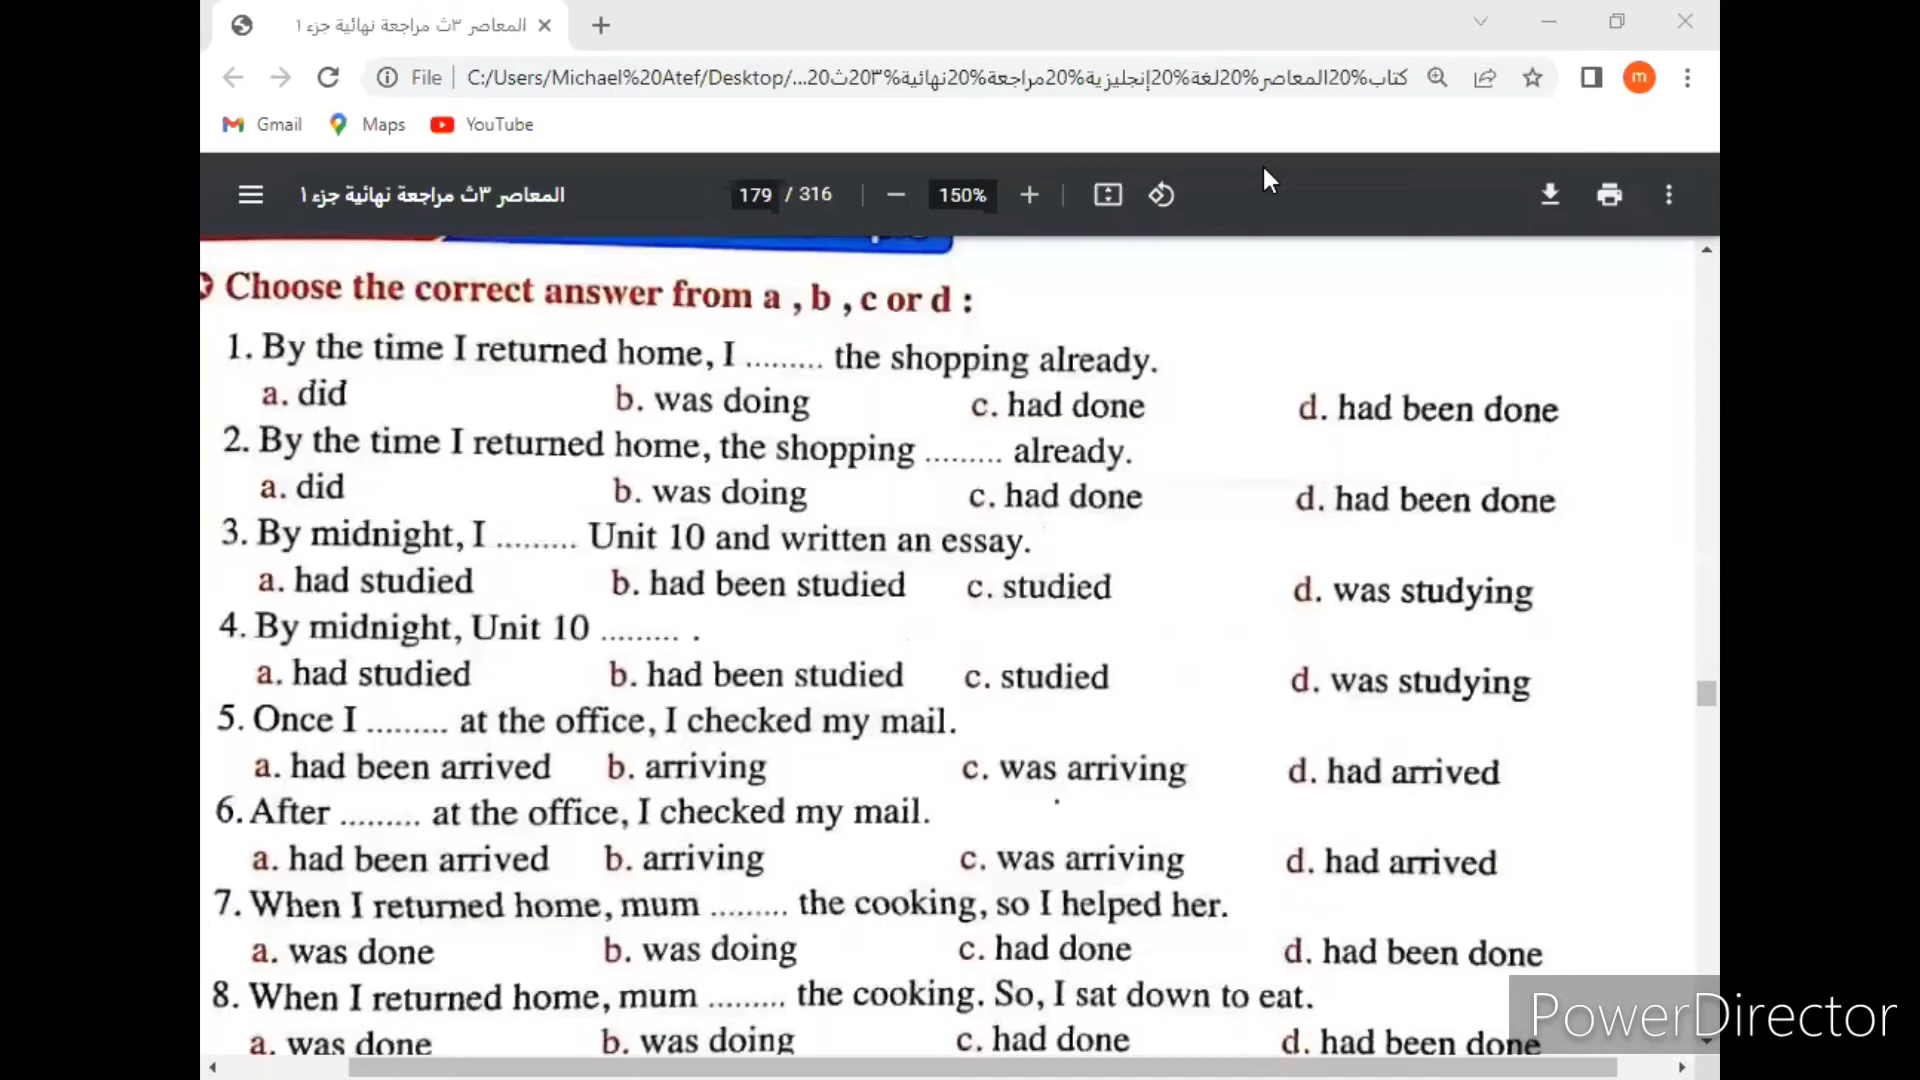 المعاصر ٣ث مراجعة نهائية جزء ١
File C:/Users/Michael%20Atef/Desktop/...كتاب%20المعاصر%20لغة%20إنجليزية%20مراجعة%20نهائية%20٣ث%20
m
Gmail Maps YouTube
المعاصر ٣ث مراجعة نهائية جزء ١ 179 / 316 150%
Choose the correct answer from a , b , c or d :
1. By the time I returned home, I ......... the shopping already.
a. did b. was doing c. had done d. had been done
2. By the time I returned home, the shopping ......... already.
a. did b. was doing c. had done d. had been done
3. By midnight, I ......... Unit 10 and written an essay.
a. had studied b. had been studied c. studied d. was studying
4. By midnight, Unit 10 ......... .
a. had studied b. had been studied c. studied d. was studying
5. Once I ......... at the office, I checked my mail.
a. had been arrived b. arriving c. was arriving d. had arrived
6. After ......... at the office, I checked my mail.
a. had been arrived b. arriving c. was arriving d. had arrived
7. When I returned home, mum ......... the cooking, so I helped her.
a. was done b. was doing c. had done d. had been done
8. When I returned home, mum ......... the cooking. So, I sat down to eat.
a. was done b. was doing c. had done d. had been done
PowerDirector